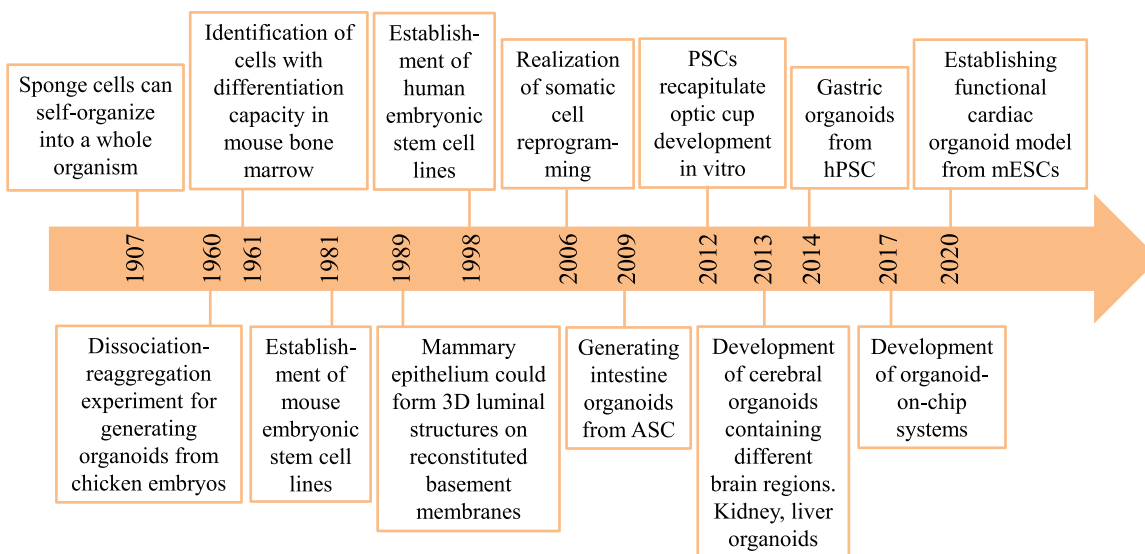 Sponge cells can
self-organize
into a whole
organism
Identification of
cells with
differentiation
capacity in
mouse bone
marrow
Establish-
ment of
human
embryonic
stem cell
lines
Realization
of somatic
cell
reprogram-
ming
PSCs
recapitulate
optic cup
development
in vitro
Gastric
organoids
from
hPSC
Establishing
functional
cardiac
organoid model
from mESCs
1907
1960
1961
1981
1989
1998
2006
2009
2012
2013
2014
2017
2020
Dissociation-
reaggregation
experiment for
generating
organoids from
chicken embryos
Establish-
ment of
mouse
embryonic
stem cell
lines
Mammary
epithelium could
form 3D luminal
structures on
reconstituted
basement
membranes
Generating
intestine
organoids
from ASC
Development
of cerebral
organoids
containing
different
brain regions.
Kidney, liver
organoids
Development
of organoid-
on-chip
systems